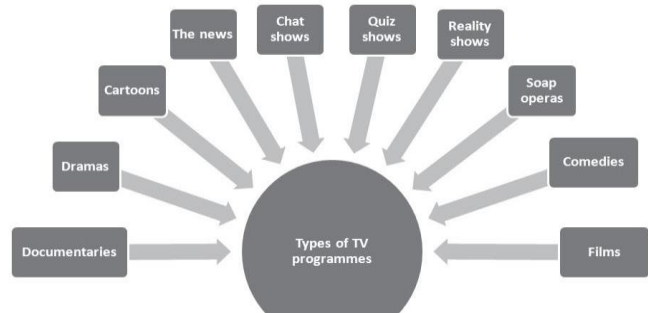 The news
Chat
shows
Quiz
shows
Reality
shows
Cartoons
Soap
operas
Dramas
Comedies
Documentaries
Types of TV
programmes
Films